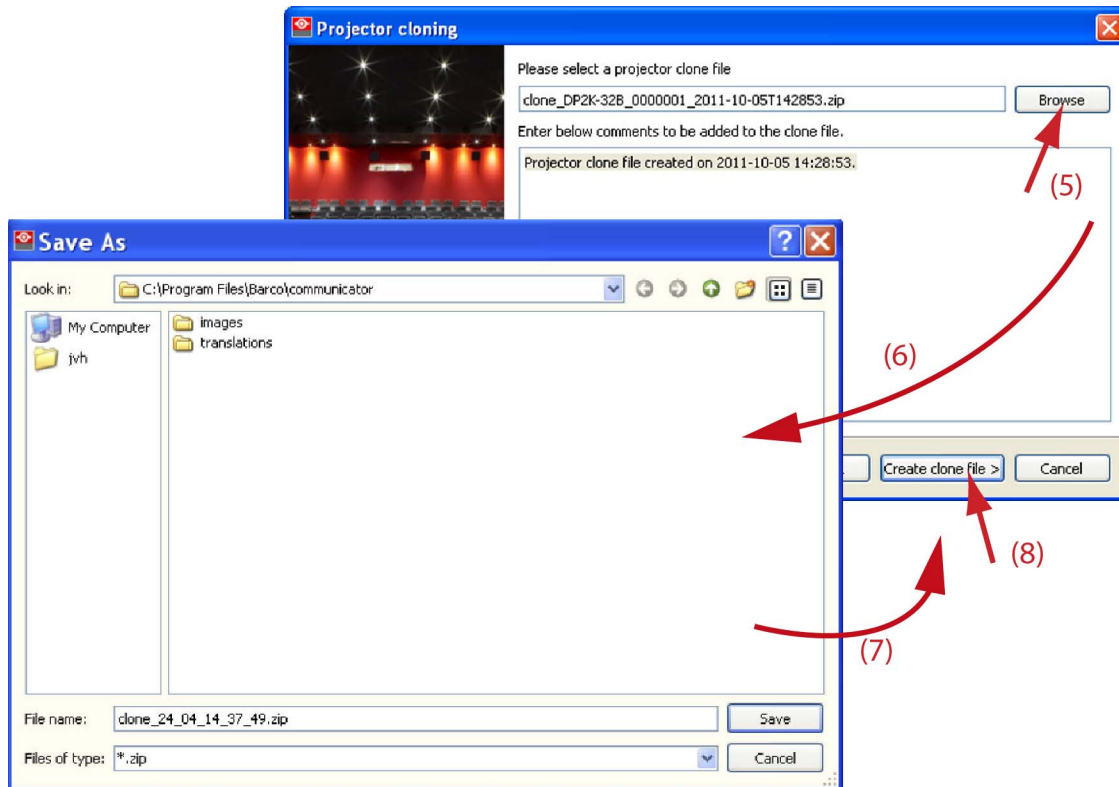 Projector cloning
Please select a projector clone file
clone_DP2K-32B_0000001_2011-10-05T142853.zip
Browse
Enter below comments to be added to the clone file.
Projector clone file created on 2011-10-05 14:28:53.
(5)
Save As
Look in:
C:\Program Files\Barco\communicator
My Computer
jvh
images
translations
(6)
Create clone file >
Cancel
(8)
(7)
File name:
clone_24_04_14_37_49.zip
Save
Files of type:
*.zip
Cancel